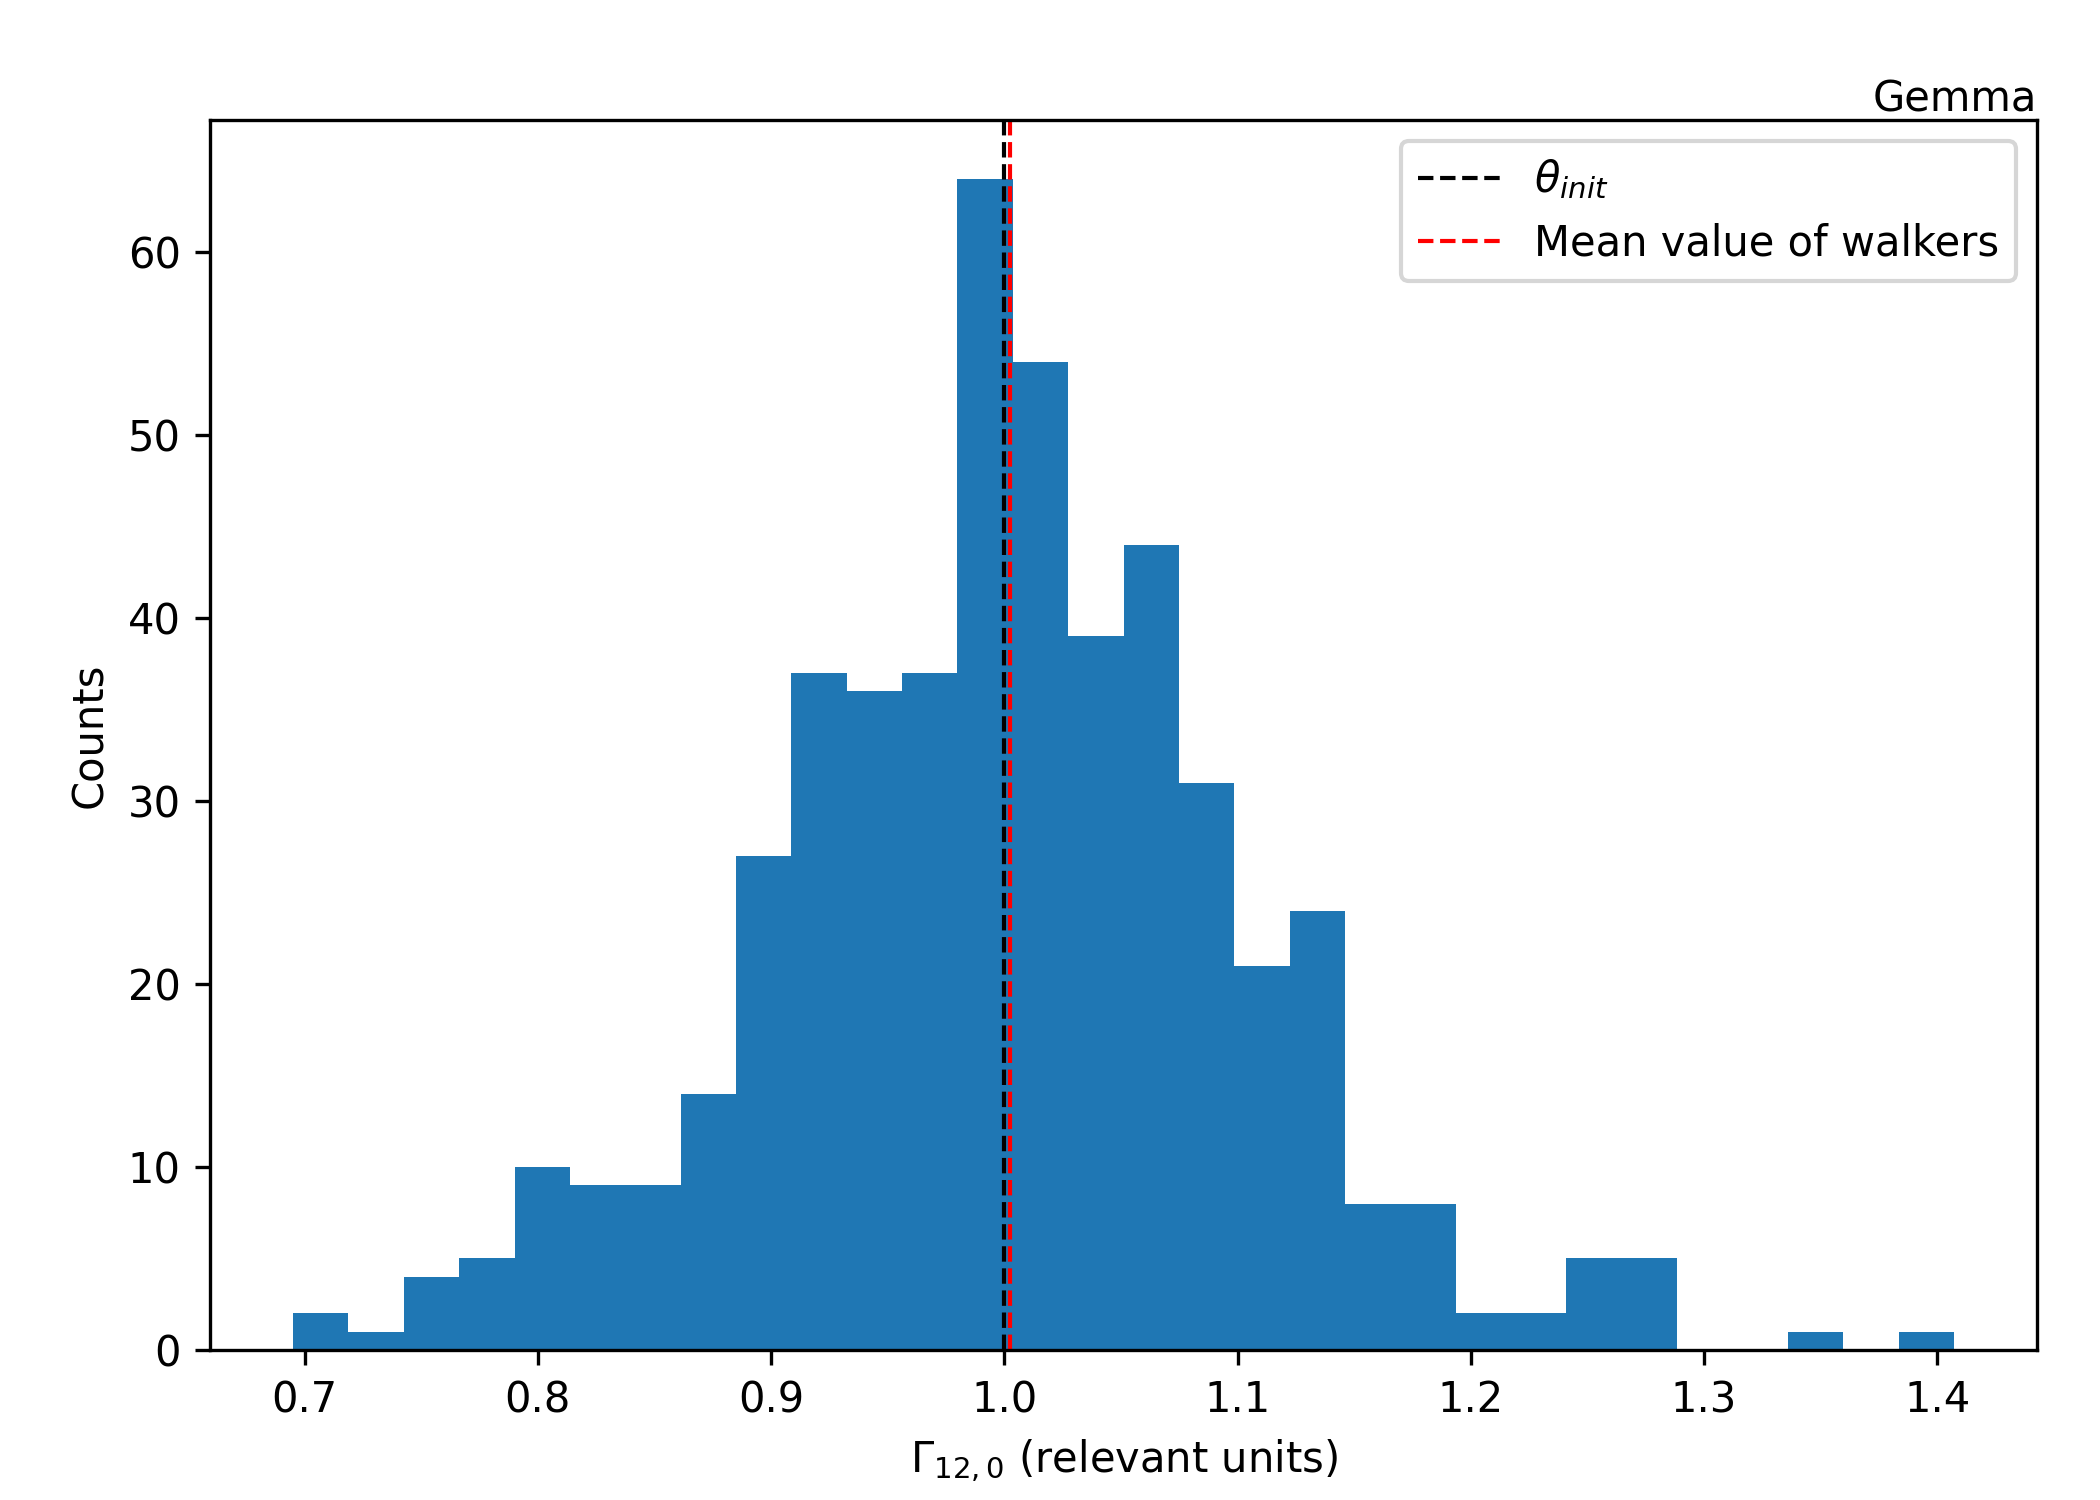 Gemma
θ_init
Mean value of walkers
60
50
40
30
20
10
0
Counts
0.7 0.8 0.9 1.0 1.1 1.2 1.3 1.4
Γ_12, 0 (relevant units)